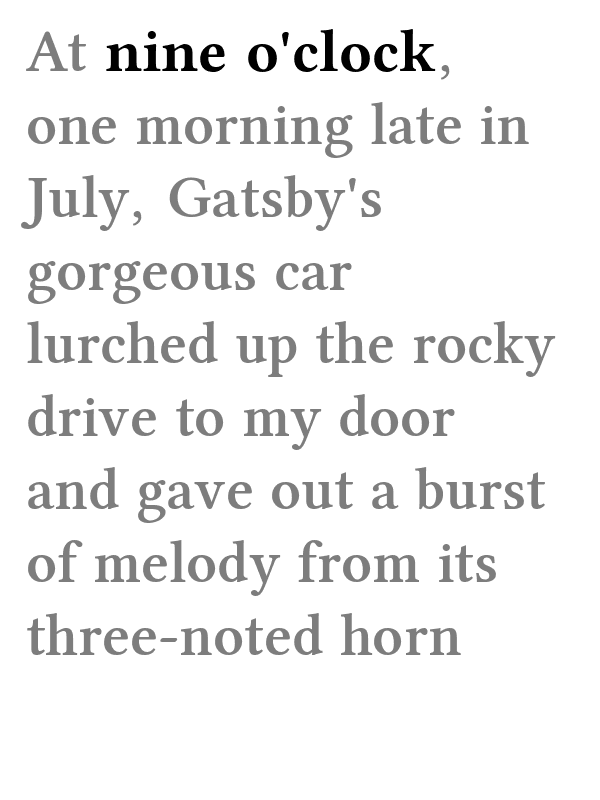 At nine o'clock,
one morning late in
July, Gatsby's
gorgeous car
lurched up the rocky
drive to my door
and gave out a burst
of melody from its
three-noted horn